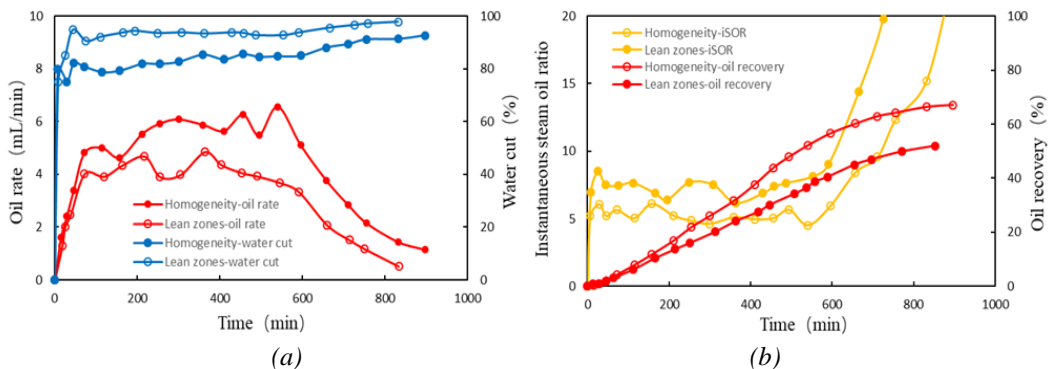 10
8
6
4
2
0
Oil rate (mL/min)
100
80
60
40
20
0
Water cut (%)
Homogeneity-oil rate
Lean zones-oil rate
Homogeneity-water cut
Lean zones-water cut
0 200 400 600 800 1000
Time (min)
(a)
20
15
10
5
0
Instantaneous steam oil ratio
100
80
60
40
20
0
Oil recovery (%)
Homogeneity-iSOR
Lean zones-iSOR
Homogeneity-oil recovery
Lean zones-oil recovery
0 200 400 600 800 1000
Time (min)
(b)